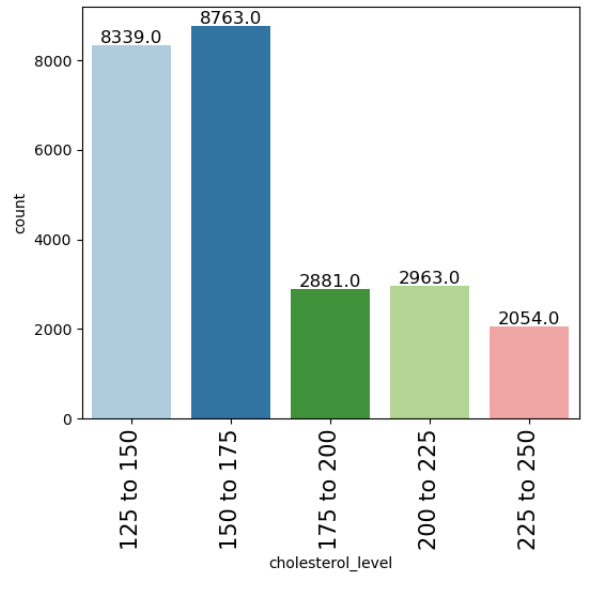 8763.0
8339.0
2881.0
2963.0
2054.0
8000
6000
4000
2000
0
count
125 to 150
150 to 175
175 to 200
200 to 225
225 to 250
cholesterol_level